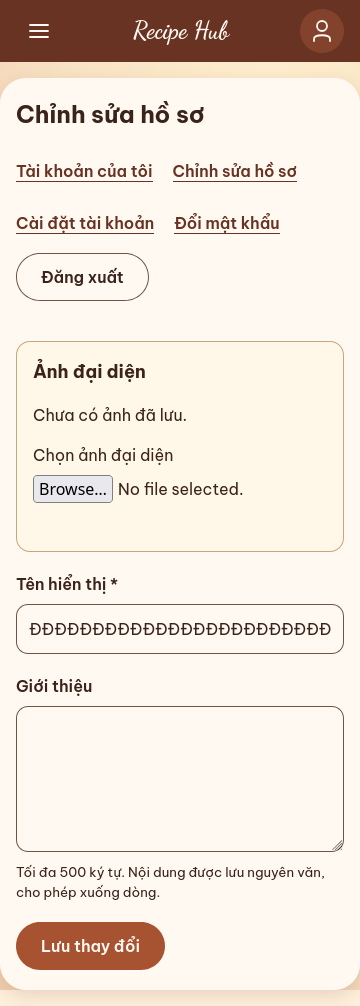 Recipe Hub
Chỉnh sửa hồ sơ
Tài khoản của tôi Chỉnh sửa hồ sơ
Cài đặt tài khoản Đổi mật khẩu
Đăng xuất
Ảnh đại diện
Chưa có ảnh đã lưu.
Chọn ảnh đại diện
Browse... No file selected.
Tên hiển thị *
ĐĐĐĐĐĐĐĐĐĐĐĐĐĐĐĐĐĐĐĐĐĐĐĐ
Giới thiệu
Tối đa 500 ký tự. Nội dung được lưu nguyên văn,
cho phép xuống dòng.
Lưu thay đổi